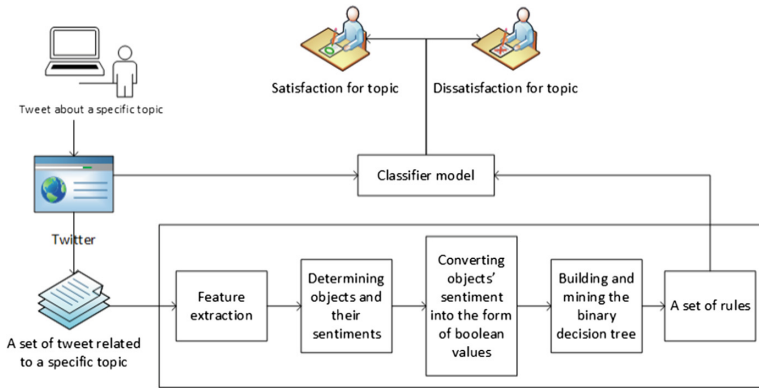 Satisfaction for topic
Dissatisfaction for topic
Tweet about a specific topic
Classifier model
Twitter
Feature
extraction
Determining
objects and
their
sentiments
Converting
objects'
sentiment
into the form
of boolean
values
Building and
mining the
binary
decision tree
A set of rules
A set of tweet related
to a specific topic